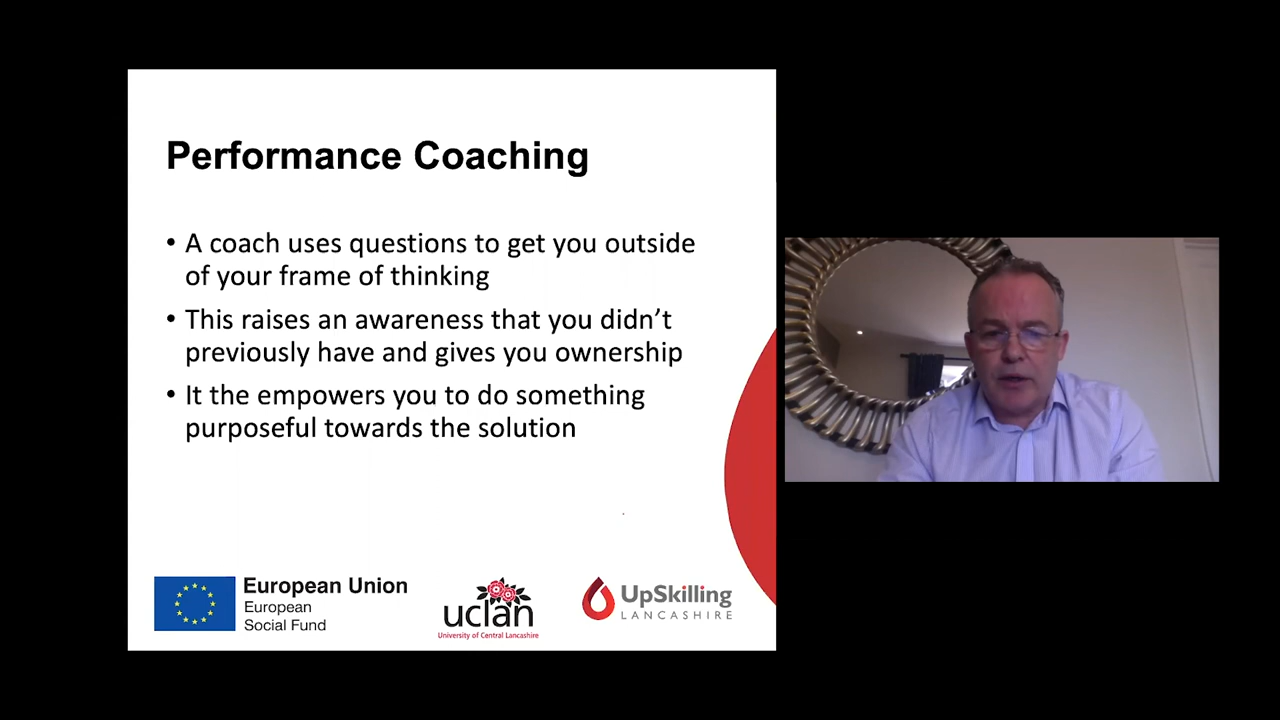 Performance Coaching
• A coach uses questions to get you outside
of your frame of thinking
• This raises an awareness that you didn’t
previously have and gives you ownership
• It the empowers you to do something
purposeful towards the solution
European Union
European
Social Fund
uclan
University of Central Lancashire
UpSkilling
LANCASHIRE